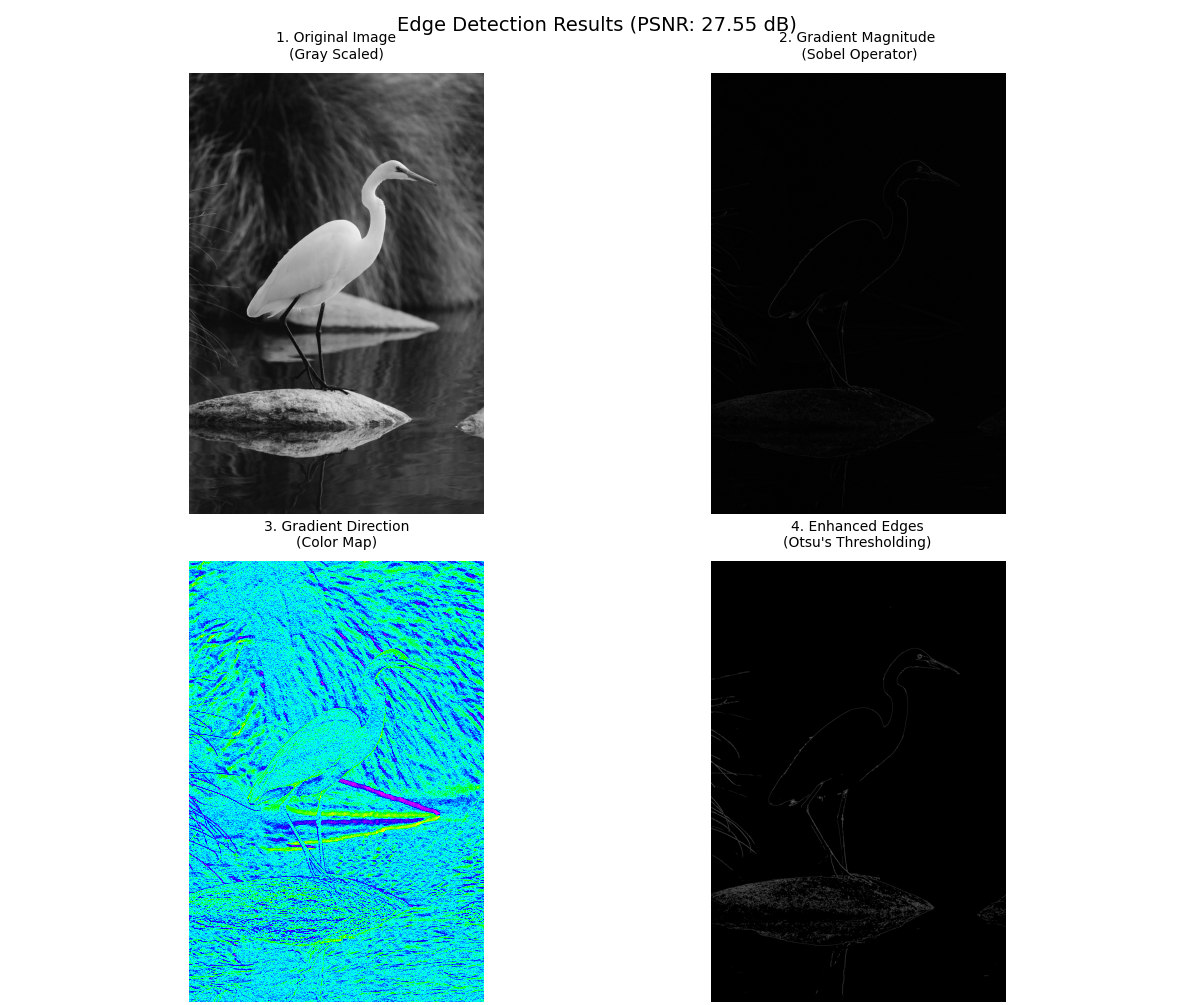 Edge Detection Results (PSNR: 27.55 dB)
1. Original Image
(Gray Scaled)
2. Gradient Magnitude
(Sobel Operator)
3. Gradient Direction
(Color Map)
4. Enhanced Edges
(Otsu's Thresholding)